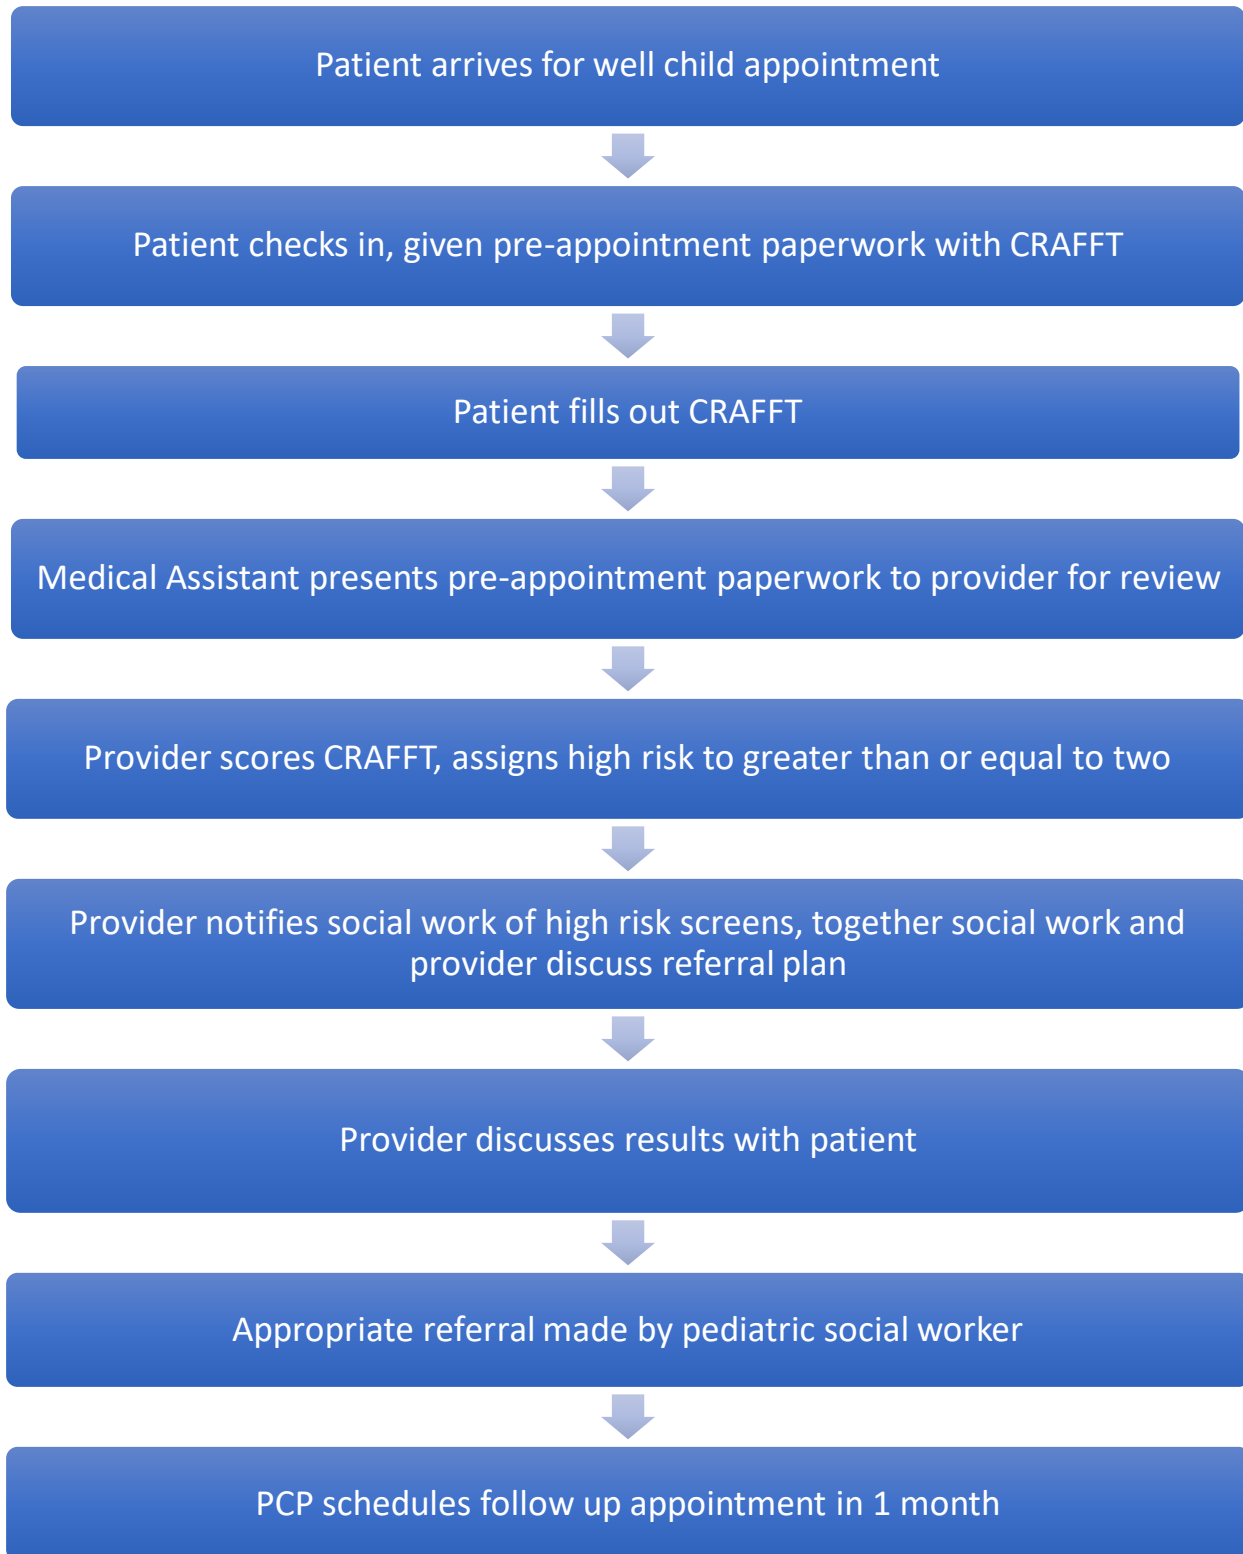 Patient arrives for well child appointment
Patient checks in, given pre-appointment paperwork with CRAFFT
Patient fills out CRAFFT
Medical Assistant presents pre-appointment paperwork to provider for review
Provider scores CRAFFT, assigns high risk to greater than or equal to two
Provider notifies social work of high risk screens, together social work and
provider discuss referral plan
Provider discusses results with patient
Appropriate referral made by pediatric social worker
PCP schedules follow up appointment in 1 month